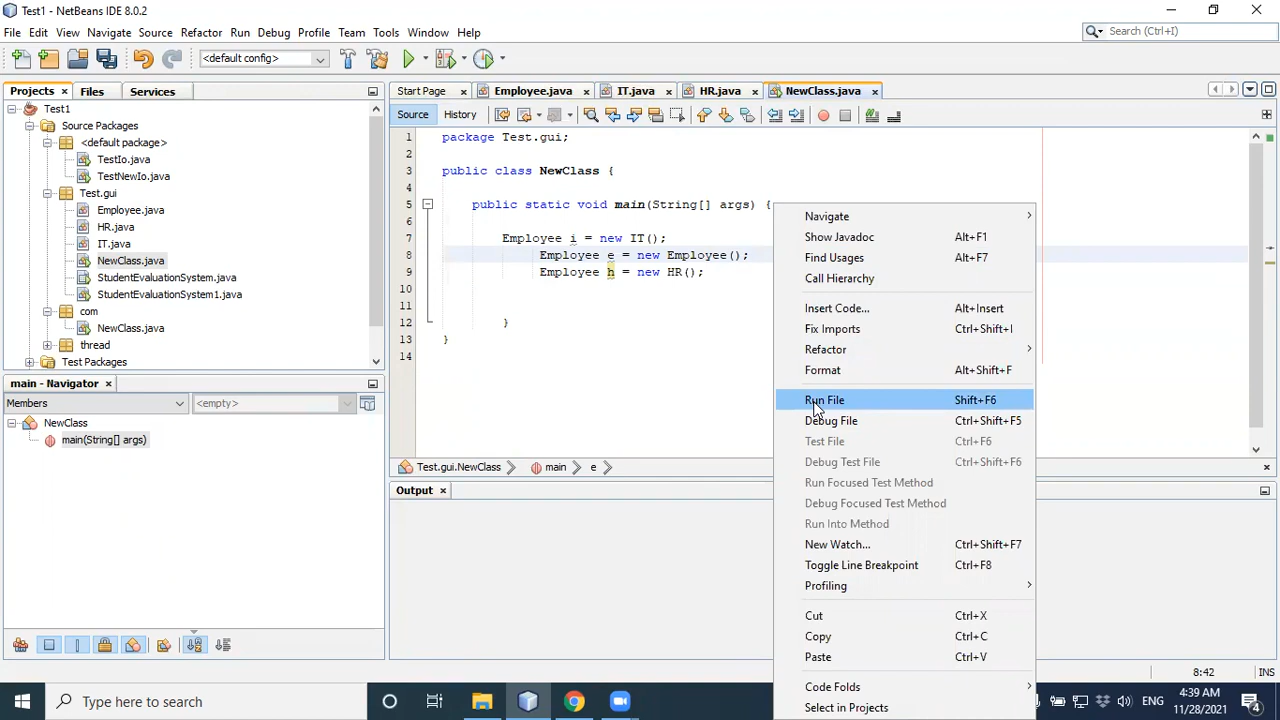 Test1 - NetBeans IDE 8.0.2
File Edit View Navigate Source Refactor Run Debug Profile Team Tools Window Help
Search (Ctrl+I)
<default config>
Projects Files Services
Test1
Source Packages
<default package>
TestIo.java
TestNewIo.java
Test.gui
Employee.java
HR.java
IT.java
NewClass.java
StudentEvaluationSystem.java
StudentEvaluationSystem1.java
com
NewClass.java
thread
Test Packages
main - Navigator
Members <empty>
NewClass
main(String[] args)
Start Page Employee.java IT.java HR.java NewClass.java
Source History
1 package Test.gui;
2
3 public class NewClass {
4
5 public static void main(String[] args) {
6
7 Employee i = new IT();
8 Employee e = new Employee();
9 Employee h = new HR();
10
11
12 }
13 }
14
Test.gui.NewClass main e
Output
Navigate
Show Javadoc Alt+F1
Find Usages Alt+F7
Call Hierarchy
Insert Code... Alt+Insert
Fix Imports Ctrl+Shift+I
Refactor
Format Alt+Shift+F
Run File Shift+F6
Debug File Ctrl+Shift+F5
Test File Ctrl+F6
Debug Test File Ctrl+Shift+F6
Run Focused Test Method
Debug Focused Test Method
Run Into Method
New Watch... Ctrl+Shift+F7
Toggle Line Breakpoint Ctrl+F8
Profiling
Cut Ctrl+X
Copy Ctrl+C
Paste Ctrl+V
Code Folds
Select in Projects
8:42 INS
Type here to search
ENG
4:39 AM
11/28/2021
4